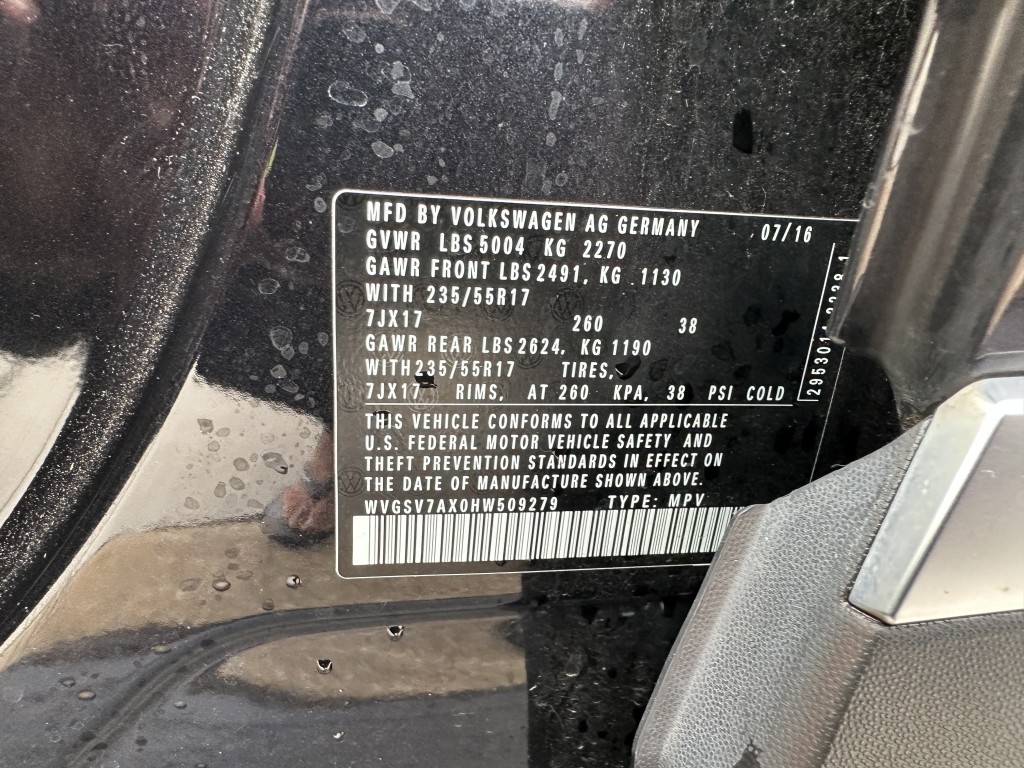 MFD BY VOLKSWAGEN AG GERMANY 07/16
GVWR LBS 5004 KG 2270
GAWR FRONT LBS 2491, KG 1130
WITH 235/55R17
7JX17 260 38
GAWR REAR LBS 2624, KG 1190
WITH 235/55R17 TIRES,
7JX17 RIMS, AT 260 KPA, 38 PSI COLD
THIS VEHICLE CONFORMS TO ALL APPLICABLE
U.S. FEDERAL MOTOR VEHICLE SAFETY AND
THEFT PREVENTION STANDARDS IN EFFECT ON
THE DATE OF MANUFACTURE SHOWN ABOVE.
WVGSV7AX0HW509279 TYPE: MPV